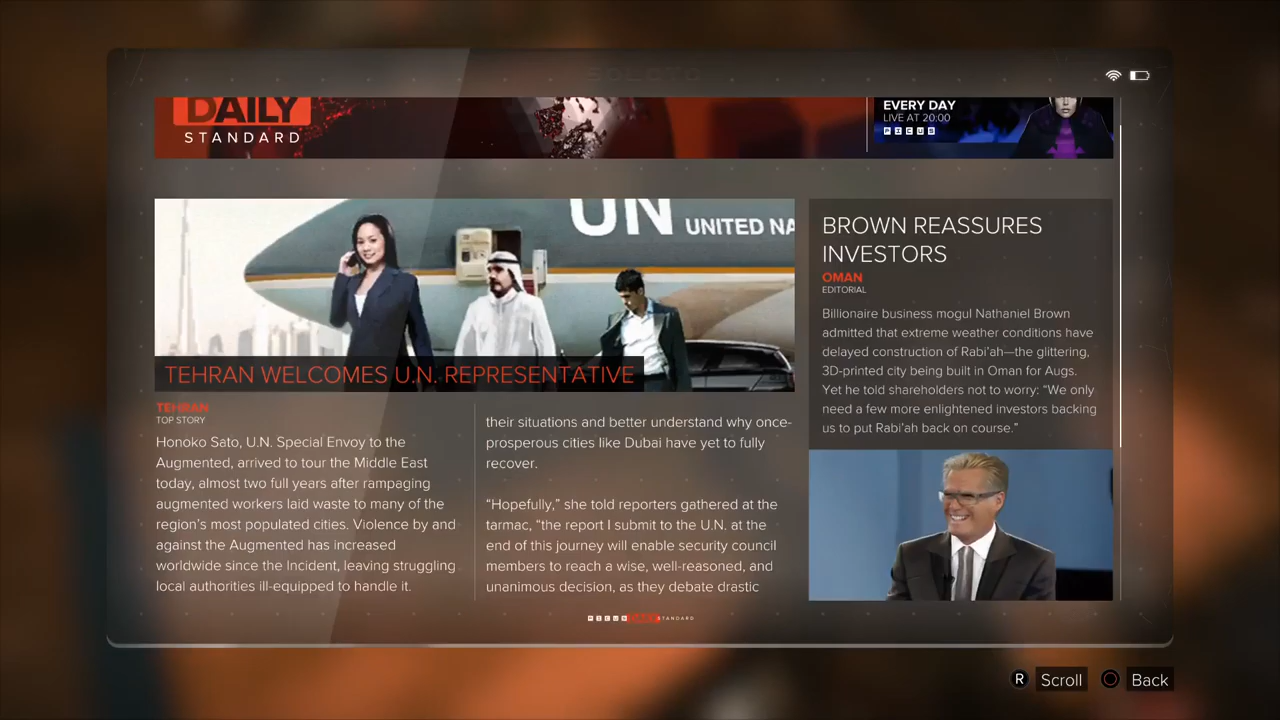 DAILY
STANDARD
EVERY DAY
LIVE AT 20:00
PICUS
UN UNITED NA
TEHRAN WELCOMES U.N. REPRESENTATIVE
TEHRAN
TOP STORY
Honoko Sato, U.N. Special Envoy to the
Augmented, arrived to tour the Middle East
today, almost two full years after rampaging
augmented workers laid waste to many of the
region's most populated cities. Violence by and
against the Augmented has increased
worldwide since the Incident, leaving struggling
local authorities ill-equipped to handle it.
their situations and better understand why once-
prosperous cities like Dubai have yet to fully
recover.
“Hopefully,” she told reporters gathered at the
tarmac, “the report I submit to the U.N. at the
end of this journey will enable security council
members to reach a wise, well-reasoned, and
unanimous decision, as they debate drastic
BROWN REASSURES
INVESTORS
OMAN
EDITORIAL
Billionaire business mogul Nathaniel Brown
admitted that extreme weather conditions have
delayed construction of Rabi'ah—the glittering,
3D-printed city being built in Oman for Augs.
Yet he told shareholders not to worry: “We only
need a few more enlightened investors backing
us to put Rabi'ah back on course.”
PICUS DAILY STANDARD
R Scroll Back